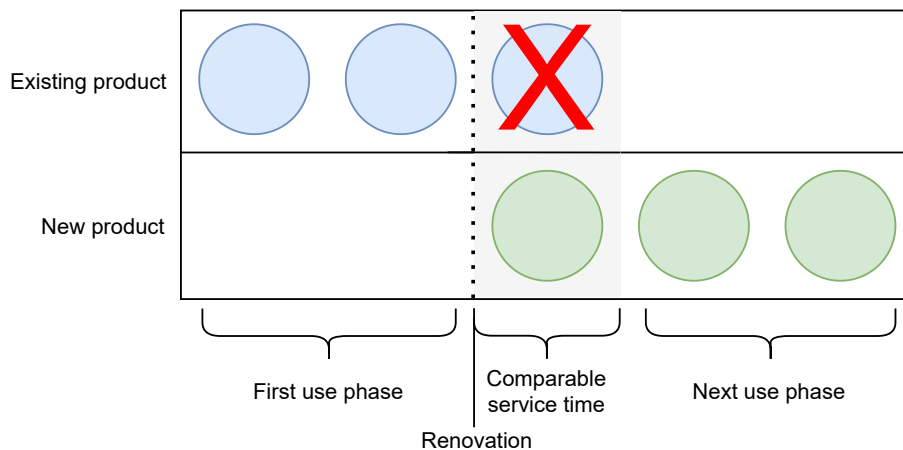 Existing product
New product
First use phase
Comparable
service time
Next use phase
Renovation